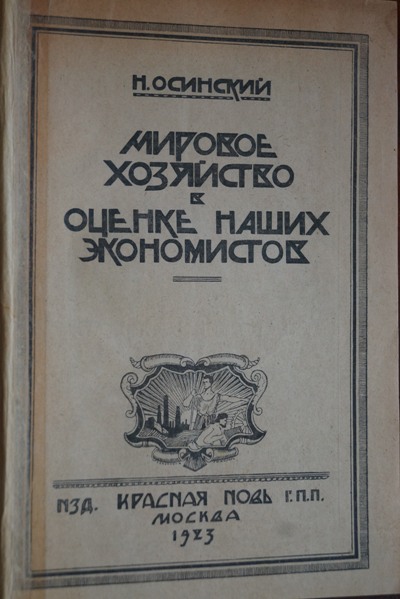 Н. ОСИНСКИЙ
МИРОВОЕ
ХОЗЯЙСТВО
В
ОЦЕНКЕ НАШИХ
ЭКОНОМИСТОВ
ИЗД. КРАСНАЯ НОВЬ Г.П.П.
МОСКВА
1923